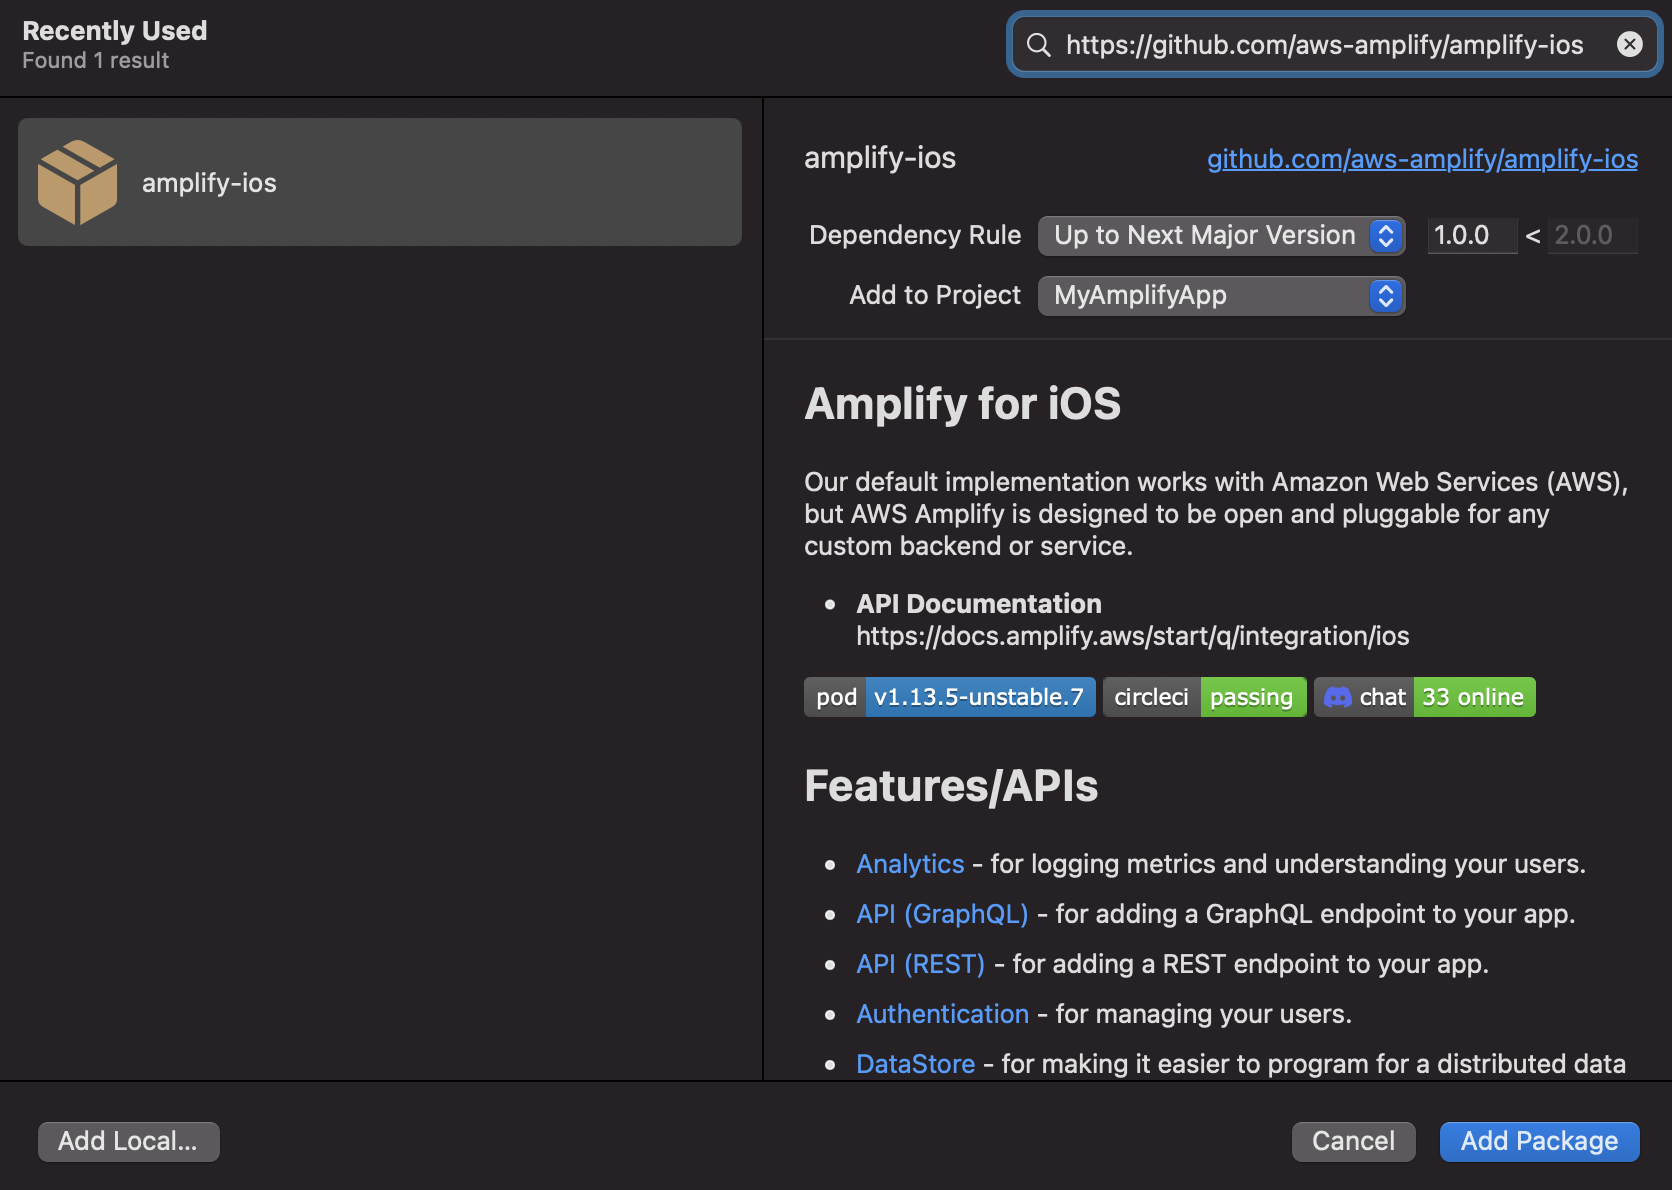 Recently Used
Found 1 result
https://github.com/aws-amplify/amplify-ios
amplify-ios
amplify-ios
github.com/aws-amplify/amplify-ios
Dependency Rule
Up to Next Major Version
1.0.0 < 2.0.0
Add to Project
MyAmplifyApp
Amplify for iOS
Our default implementation works with Amazon Web Services (AWS),
but AWS Amplify is designed to be open and pluggable for any
custom backend or service.
• API Documentation
https://docs.amplify.aws/start/q/integration/ios
pod v1.13.5-unstable.7 circleci passing chat 33 online
Features/APIs
• Analytics - for logging metrics and understanding your users.
• API (GraphQL) - for adding a GraphQL endpoint to your app.
• API (REST) - for adding a REST endpoint to your app.
• Authentication - for managing your users.
• DataStore - for making it easier to program for a distributed data
Add Local...
Cancel
Add Package